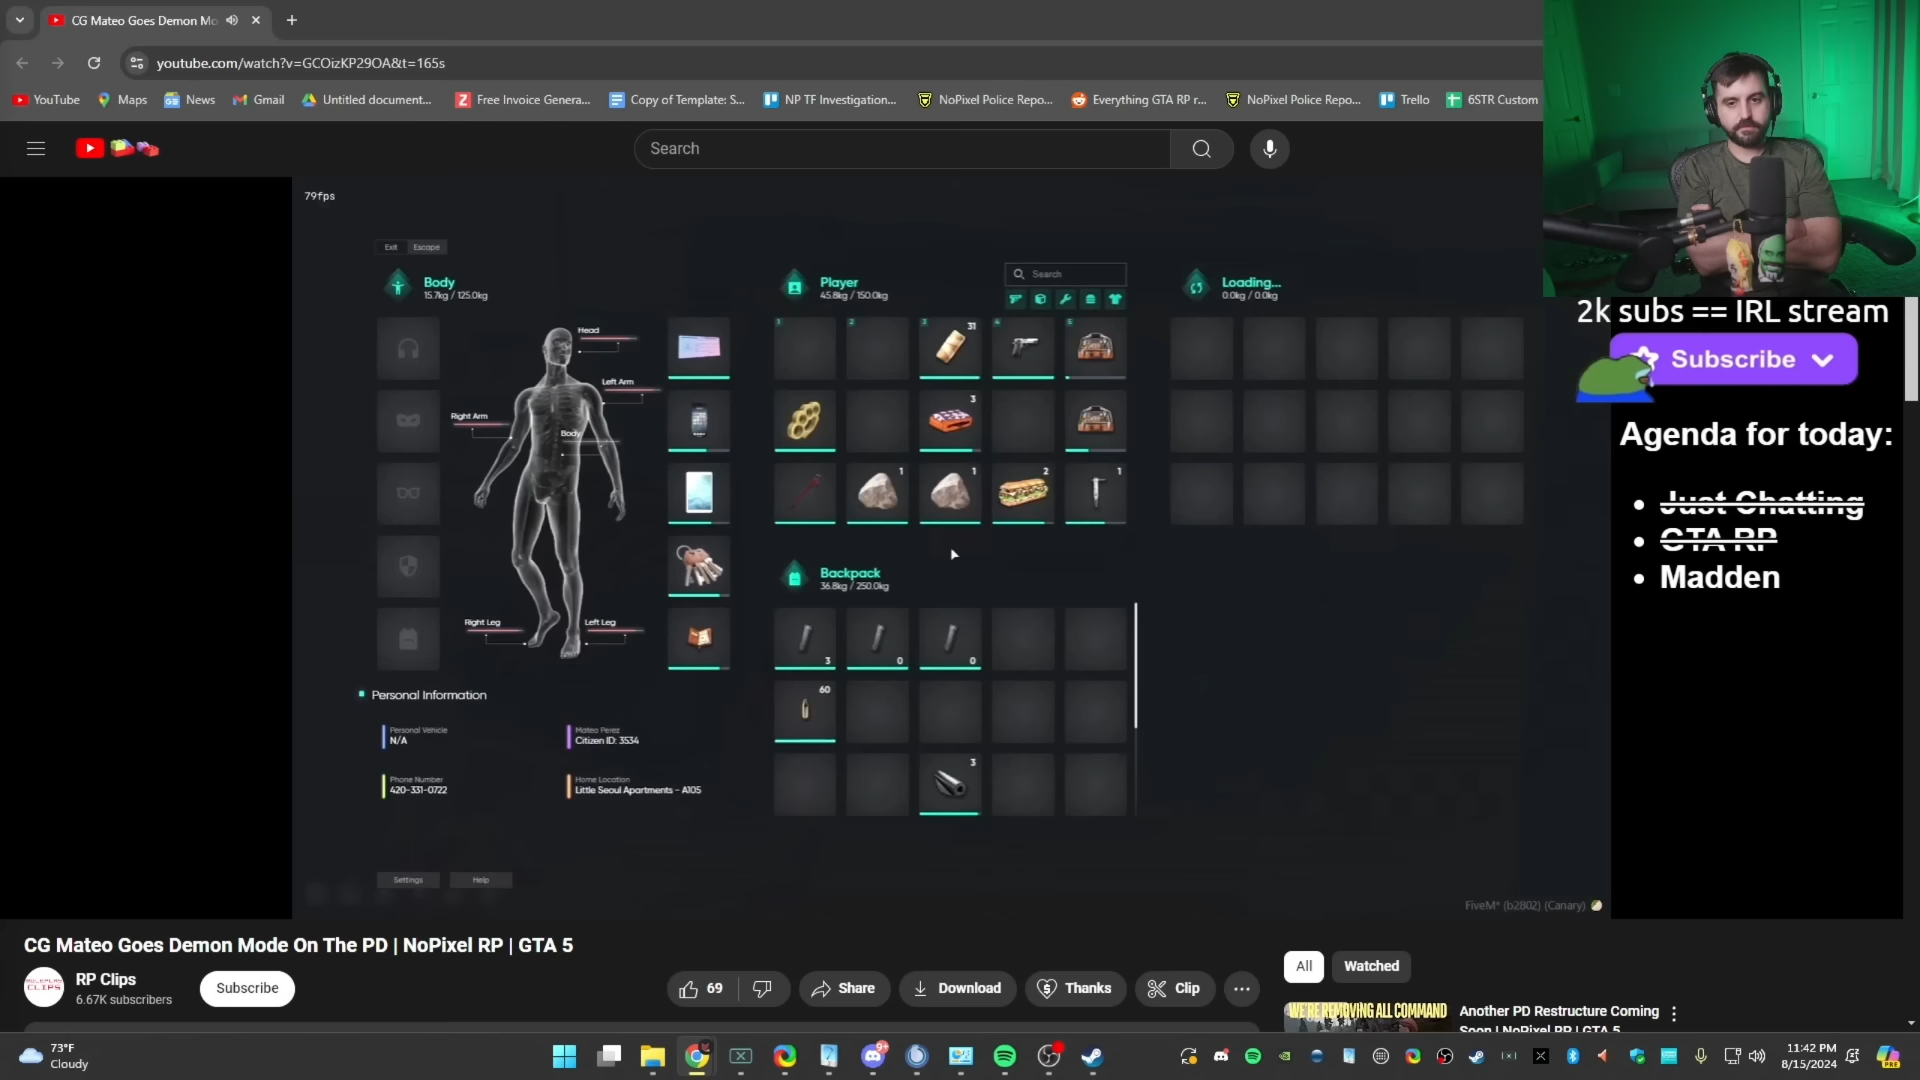 CG Mateo Goes Demon Mo
youtube.com/watch?v=GCOizKP29OA&t=165s
YouTube
Maps
News
Gmail
Untitled document...
Free Invoice Genera...
Copy of Template: S...
NP TF Investigation...
NoPixel Police Repo...
Everything GTA RP r...
NoPixel Police Repo...
Trello
6STR Custom
Search
79fps
Exit
Escape
Body
15.7kg / 125.0kg
Player
45.8kg / 150.0kg
Search
Loading...
0.0kg / 0.0kg
1
2
3
31
4
5
Head
Left Arm
Right Arm
Body
3
1
1
2
1
Backpack
36.8kg / 250.0kg
Right Leg
Left Leg
3
0
0
60
3
Personal Information
Personal Vehicle
N/A
Mateo Perez
Citizen ID: 3534
Phone Number
420-331-0722
Home Location
Little Seoul Apartments - A105
Settings
Help
FiveM* (b2802) (Canary)
2k subs == IRL stream
Subscribe
Agenda for today:
Just Chatting
GTA RP
Madden
CG Mateo Goes Demon Mode On The PD | NoPixel RP | GTA 5
RP Clips
6.67K subscribers
Subscribe
69
Share
Download
Thanks
Clip
All
Watched
WE'RE REMOVING ALL COMMAND
Another PD Restructure Coming
Soon | NoPixel RP | GTA 5
73°F
Cloudy
9+
11:42 PM
8/15/2024
PRE